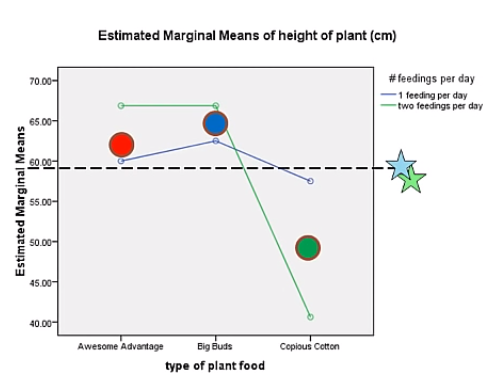 Estimated Marginal Means of height of plant (cm)
# feedings per day
1 feeding per day
two feedings per day
Estimated Marginal Means
70.00
65.00
60.00
55.00
50.00
45.00
40.00
Awesome Advantage
Big Buds
Copious Cotton
type of plant food